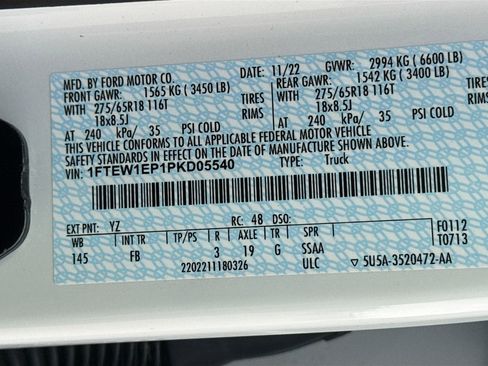 MFD. BY FORD MOTOR CO.
DATE: 11/22 GVWR: 2994 KG ( 6600 LB)
FRONT GAWR: 1565 KG ( 3450 LB) REAR GAWR: 1542 KG ( 3400 LB)
WITH 275/65R18 116T TIRES WITH 275/65R18 116T TIRES
18x8.5J RIMS 18x8.5J RIMS
AT 240 kPa/ 35 PSI COLD AT 240 kPa/ 35 PSI COLD
THIS VEHICLE CONFORMS TO ALL APPLICABLE FEDERAL MOTOR VEHICLE
SAFETY STANDARDS IN EFFECT ON THE DATE OF MANUFACTURE SHOWN ABOVE.
VIN: 1FTEW1EP1PKD05540 TYPE: Truck
EXT PNT: YZ RC: 48 DSO:
WB INT TR TP/PS R AXLE TR SPR
145 FB 3 19 G SSAA
2202211180326 ULC
F0112
T0713
▽ 5U5A-3520472-AA